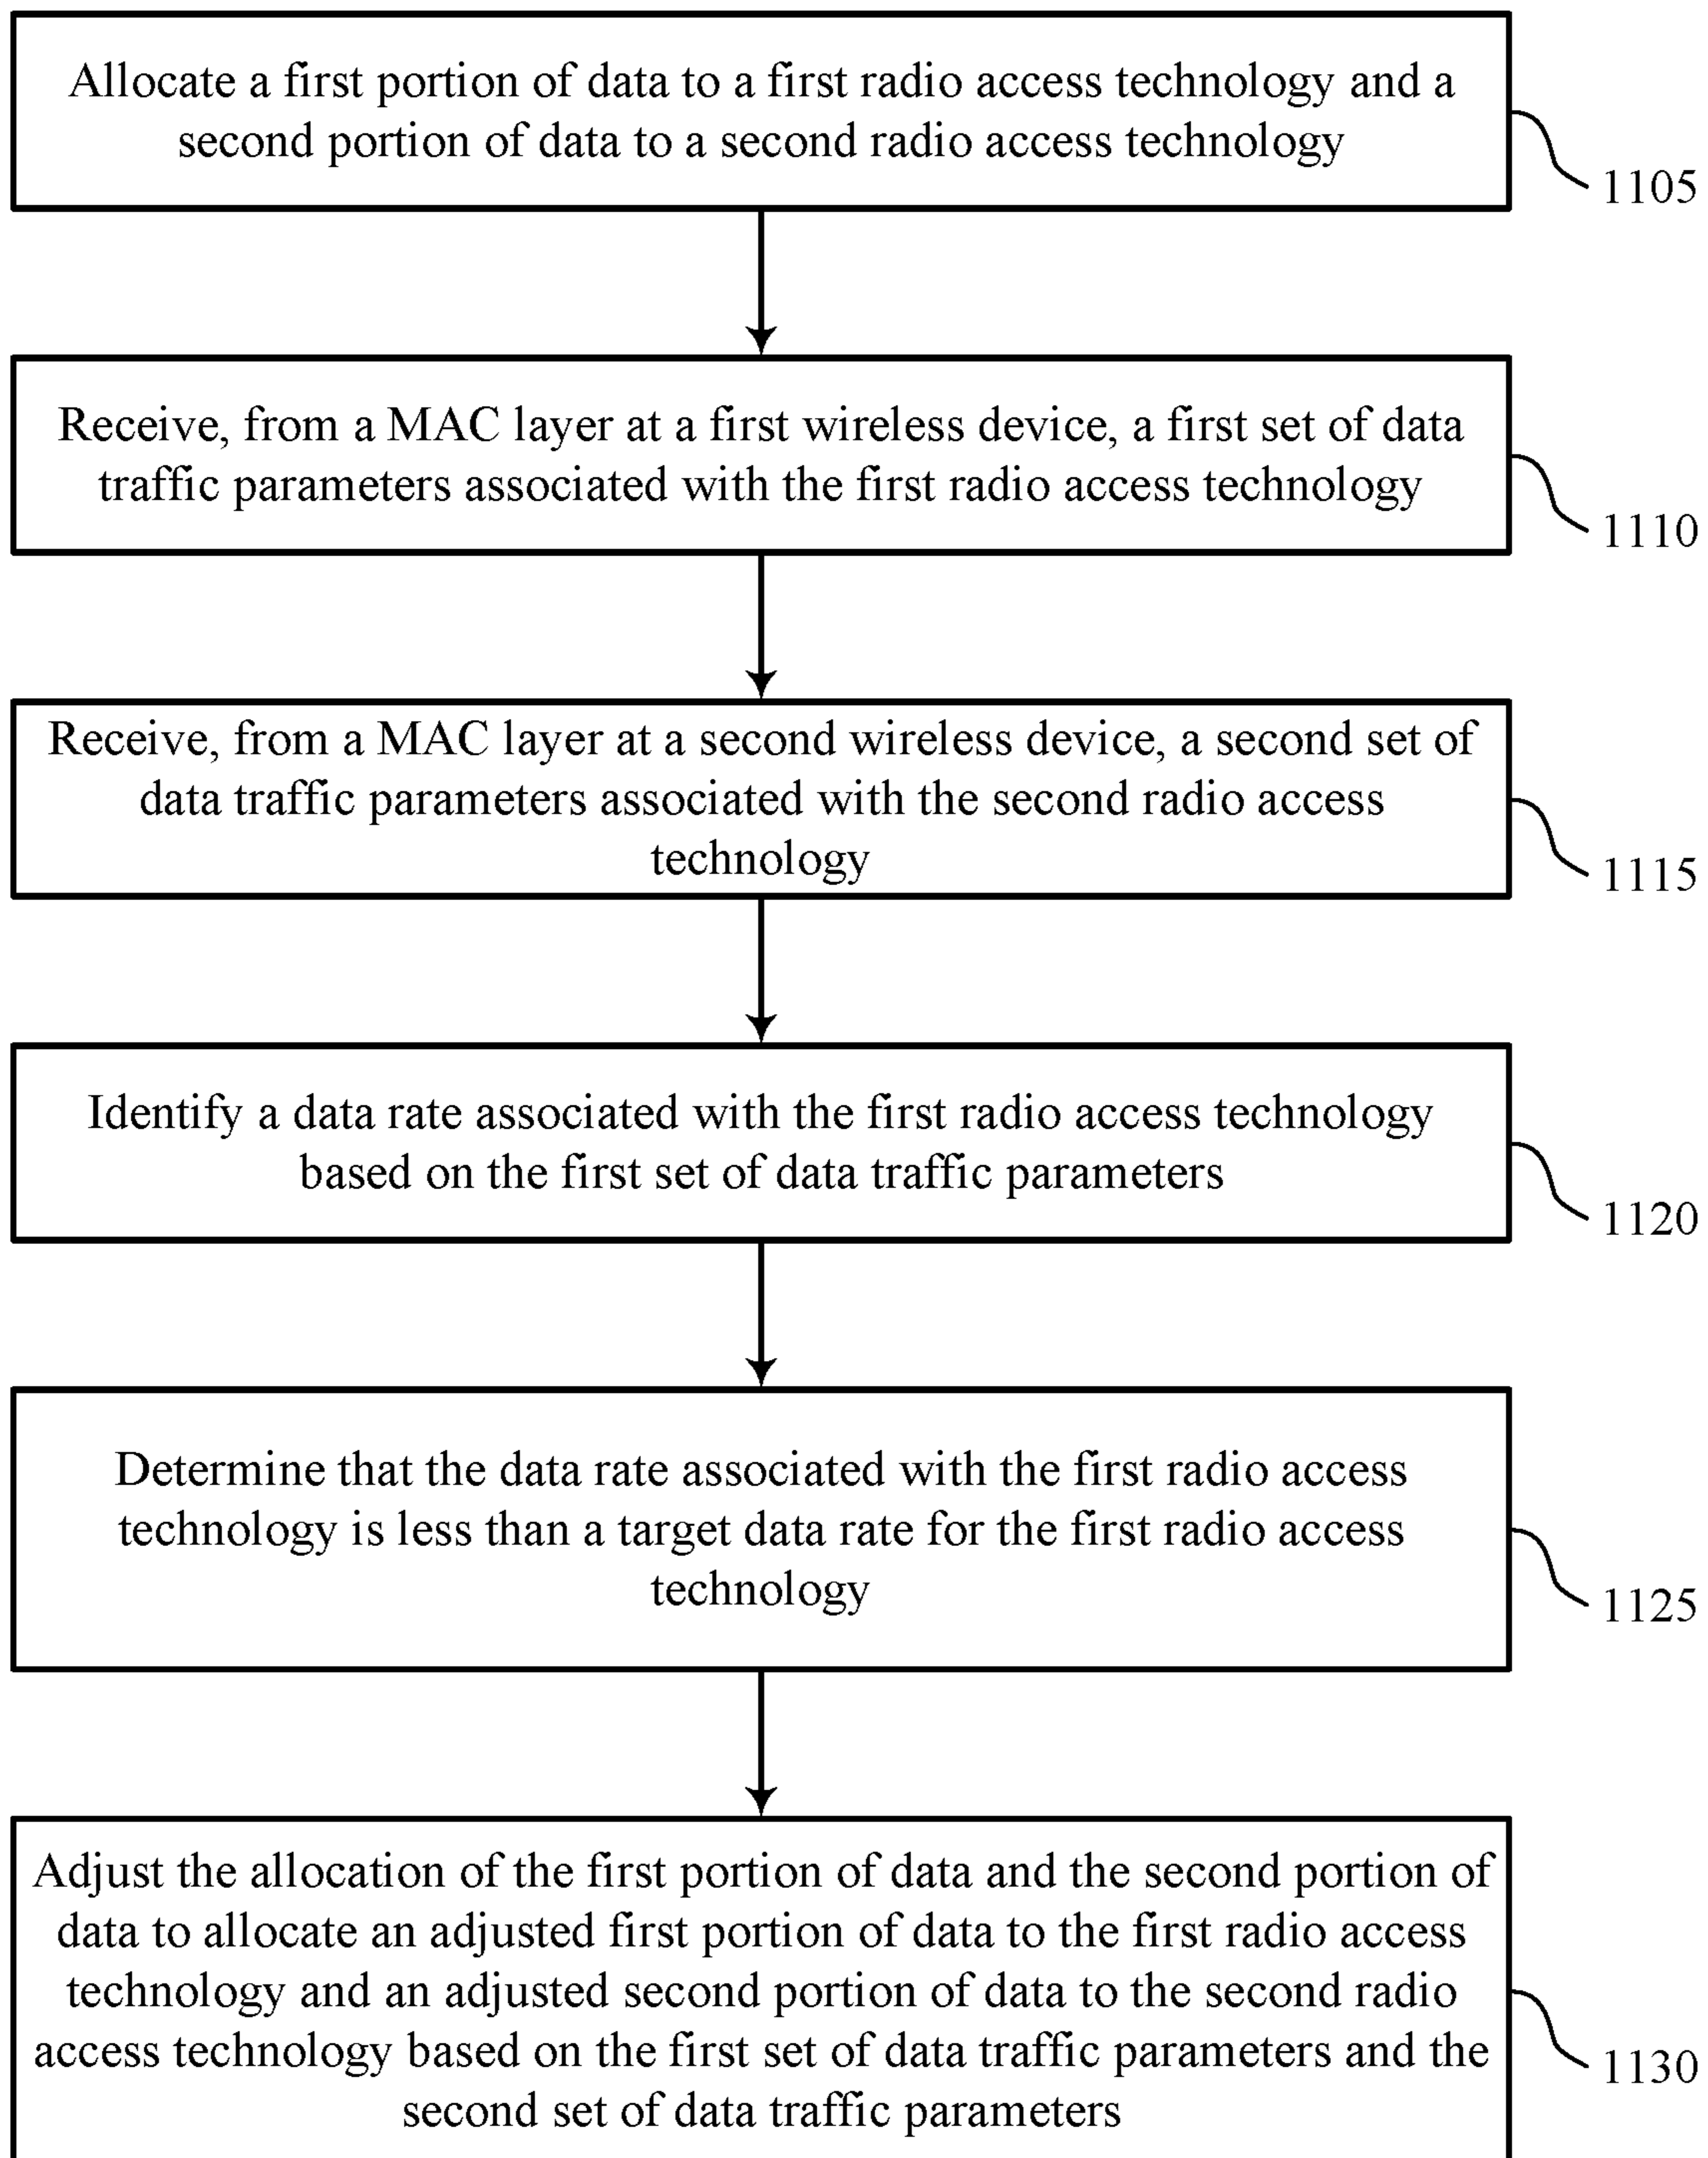 Allocate a first portion of data to a first radio access technology and a
second portion of data to a second radio access technology
1105
Receive, from a MAC layer at a first wireless device, a first set of data
traffic parameters associated with the first radio access technology
1110
Receive, from a MAC layer at a second wireless device, a second set of
data traffic parameters associated with the second radio access
technology
1115
Identify a data rate associated with the first radio access technology
based on the first set of data traffic parameters
1120
Determine that the data rate associated with the first radio access
technology is less than a target data rate for the first radio access
technology
1125
Adjust the allocation of the first portion of data and the second portion of
data to allocate an adjusted first portion of data to the first radio access
technology and an adjusted second portion of data to the second radio
access technology based on the first set of data traffic parameters and the
second set of data traffic parameters
1130